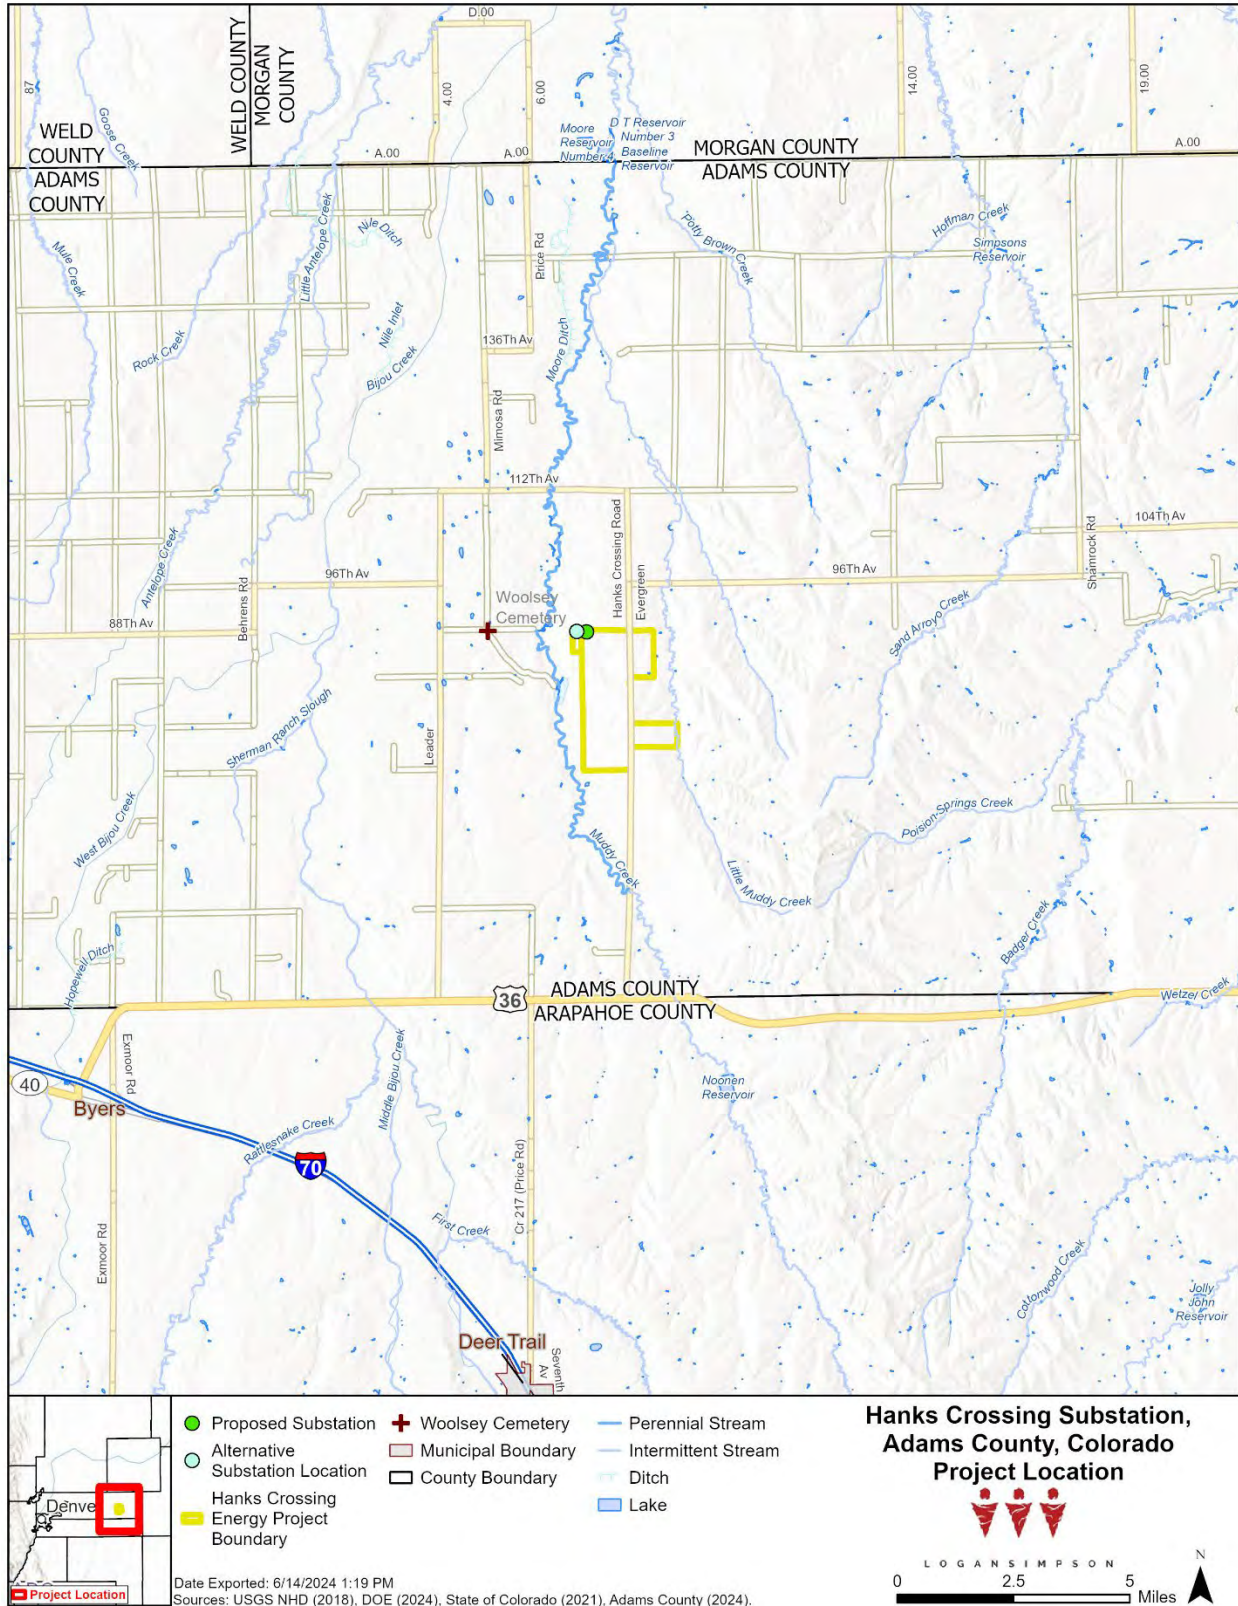 D 00
87
WELD COUNTY
MORGAN
COUNTY
4.00
6.00
14.00
19.00
Goose Creek
WELD
COUNTY
ADAMS
COUNTY
Moore
Reservoir
Number 4
D T Reservoir
Number 3
Baseline
Reservoir
A.00
A.00
MORGAN COUNTY
ADAMS COUNTY
A.00
Mule Creek
Little Antelope Creek
Nile Ditch
Price Rd
Potty Brown Creek
Hoffman Creek
Simpsons
Reservoir
Rock Creek
Nile Inlet
Bijou Creek
136Th Av
Moore Ditch
Mimosa Rd
112Th Av
Hanks Crossing Road
Evergreen
104Th Av
Shamrock Rd
Antelope Creek
Behrens Rd
96Th Av
96Th Av
Woolsey
Cemetery
88Th Av
Sand Arroyo Creek
Sherman Ranch Slough
Leader
West Bijou Creek
Poision-Springs Creek
Muddy Creek
Little Muddy Creek
Badger Creek
Hopewell Ditch
36
ADAMS COUNTY
ARAPAHOE COUNTY
Wetzel Creek
Exmoor Rd
40
Byers
Middle Bijou Creek
Noonen
Reservoir
Rattlesnake Creek
70
Cr 217 (Price Rd)
First Creek
Exmoor Rd
Cottonwood Creek
Jolly
John
Reservoir
Deer Trail
Seventh
Av
Denve
Project Location
Proposed Substation
Alternative
Substation Location
Hanks Crossing
Energy Project
Boundary
Woolsey Cemetery
Municipal Boundary
County Boundary
Perennial Stream
Intermittent Stream
Ditch
Lake
Hanks Crossing Substation,
Adams County, Colorado
Project Location
LOGANSIMPSON
N
0 2.5 5
Miles
Date Exported: 6/14/2024 1:19 PM
Sources: USGS NHD (2018), DOE (2024), State of Colorado (2021), Adams County (2024).